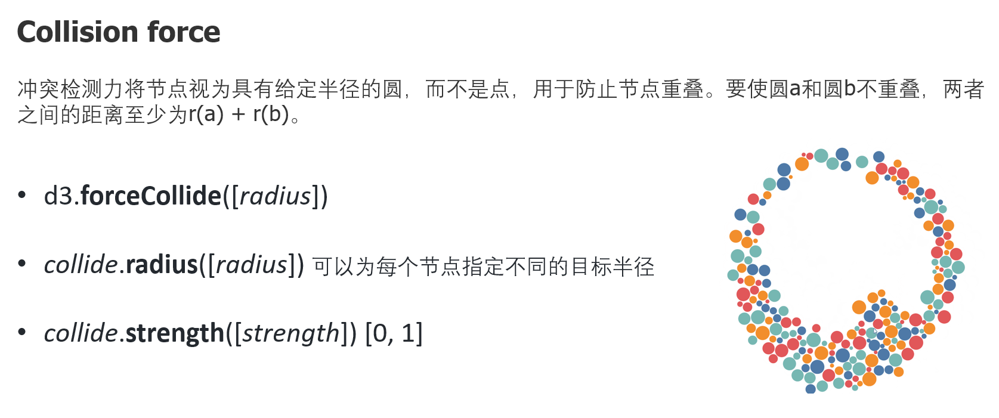 Collision force
冲突检测力将节点视为具有给定半径的圆，而不是点，用于防止节点重叠。要使圆a和圆b不重叠，两者
之间的距离至少为r(a) + r(b)。
• d3.forceCollide([radius])
• collide.radius([radius]) 可以为每个节点指定不同的目标半径
• collide.strength([strength]) [0, 1]